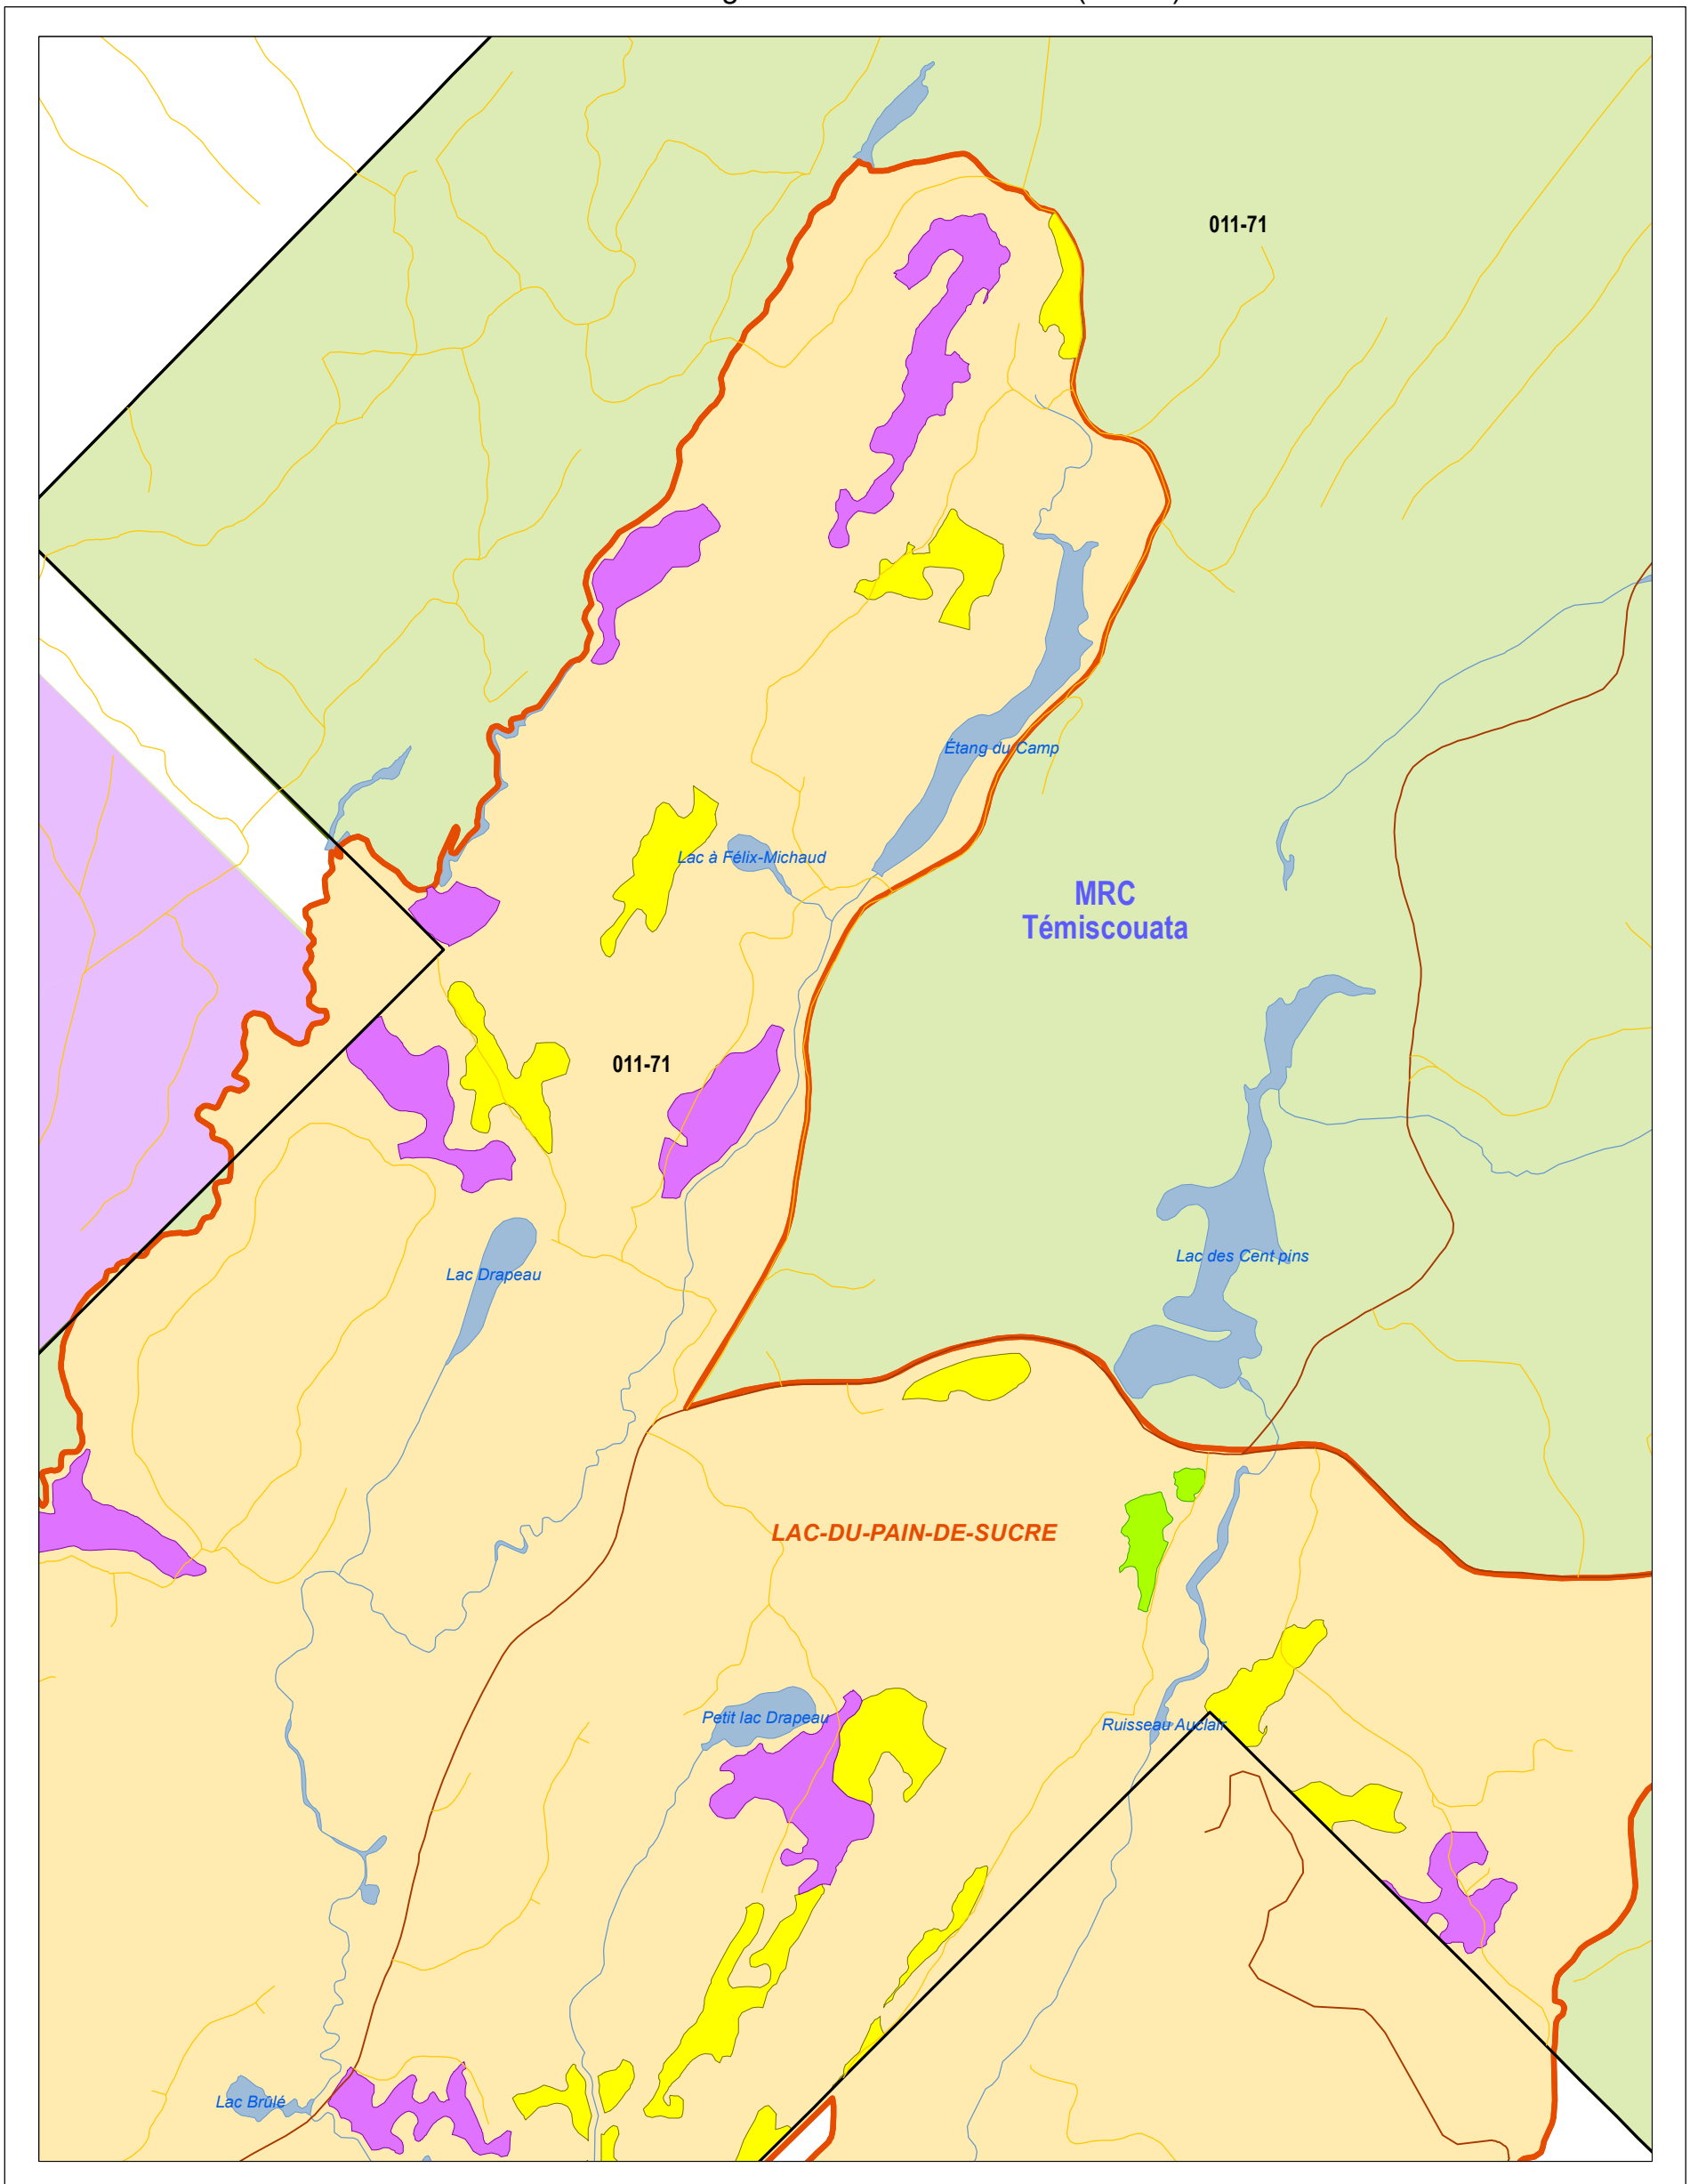 011-71
Étang du Camp
Lac à Félix-Michaud
MRC
Témiscouata
011-71
Lac des Cent pins
Lac Drapeau
LAC-DU-PAIN-DE-SUCRE
Petit lac Drapeau
Ruisseau Auclair
Lac Brûlé